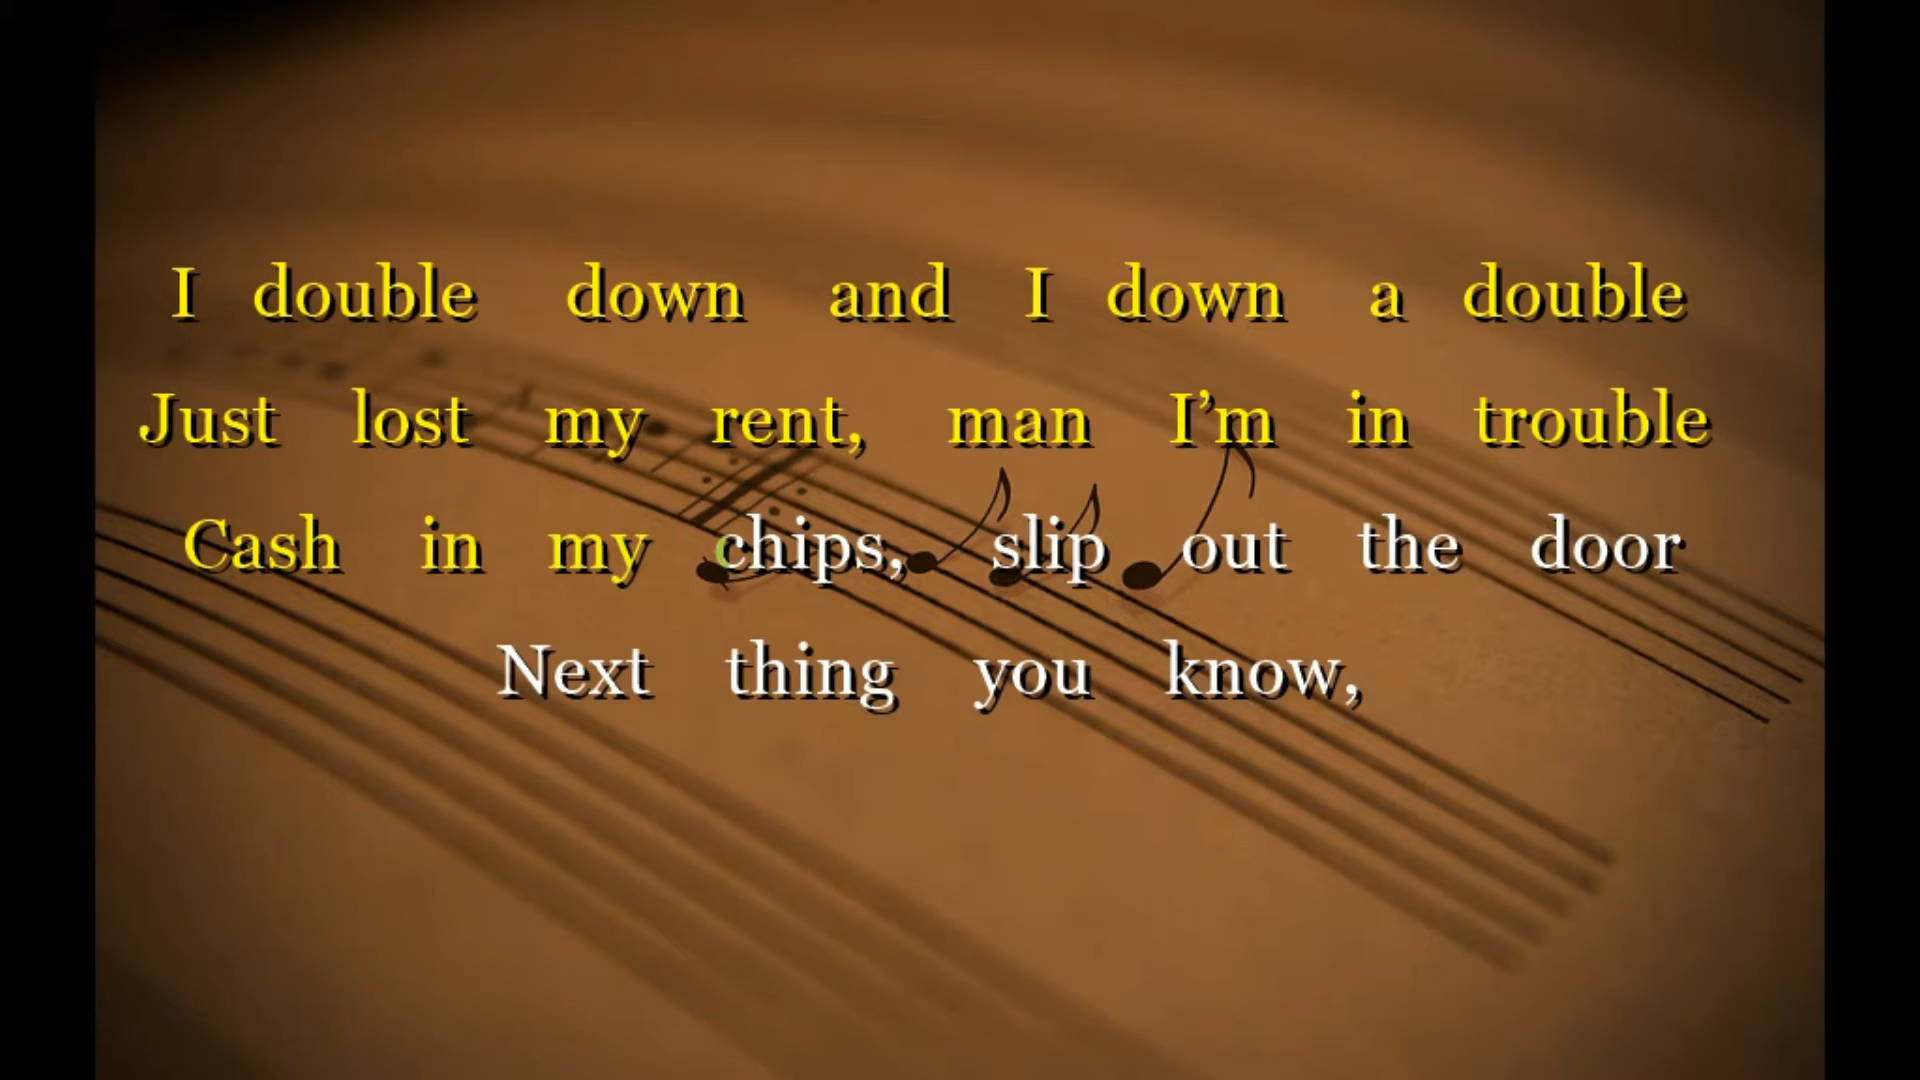 I double down and I down a double
Just lost my rent, man I’m in trouble
Cash in my chips, slip out the door
Next thing you know,